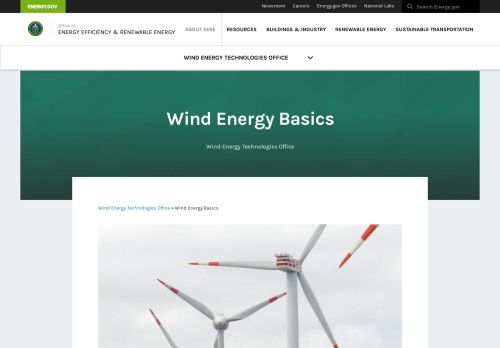 ENERGY.GOV
Newsroom Careers Energy.gov Offices National Labs Search Energy.gov
Office of
ENERGY EFFICIENCY & RENEWABLE ENERGY
ABOUT EERE RESOURCES BUILDINGS & INDUSTRY RENEWABLE ENERGY SUSTAINABLE TRANSPORTATION
WIND ENERGY TECHNOLOGIES OFFICE
Wind Energy Basics
Wind Energy Technologies Office
Wind Energy Technologies Office » Wind Energy Basics